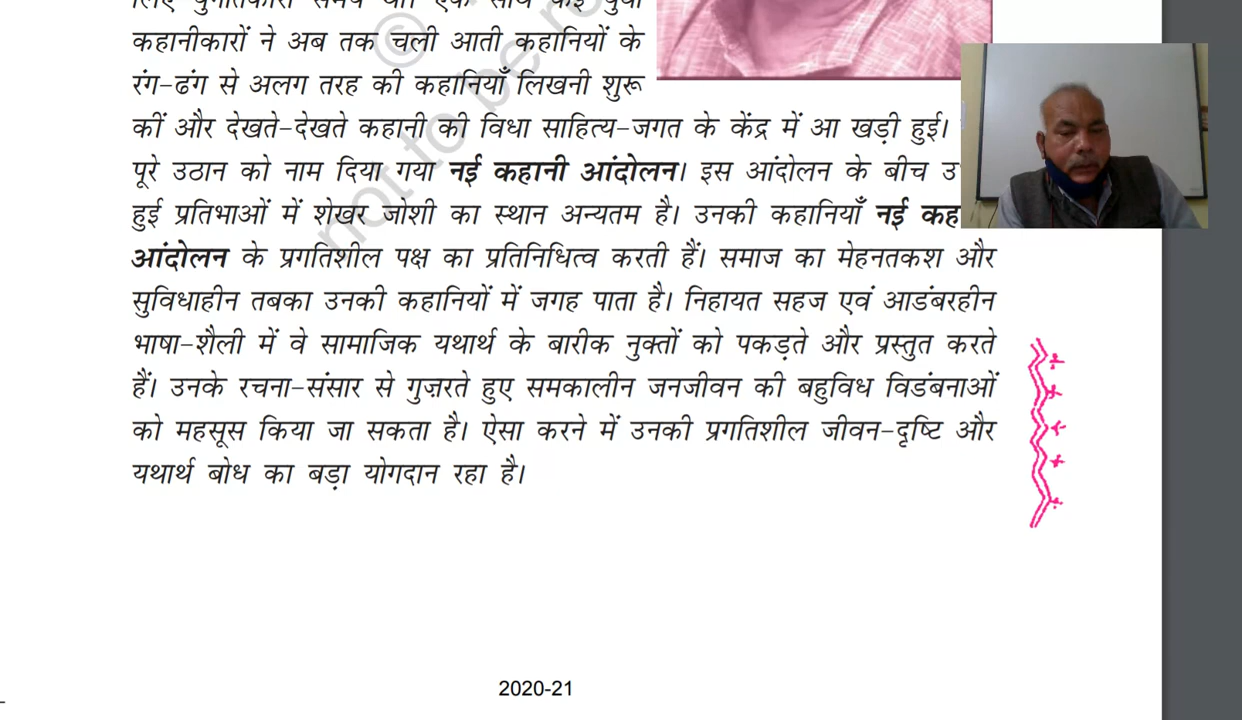 कहानीकारों ने अब तक चली आती कहानियों के
रंग-ढंग से अलग तरह की कहानियाँ लिखनी शुरू
कीं और देखते-देखते कहानी की विधा साहित्य-जगत के केंद्र में आ खड़ी हुई।
पूरे उठान को नाम दिया गया नई कहानी आंदोलन। इस आंदोलन के बीच
हुई प्रतिभाओं में शेखर जोशी का स्थान अन्यतम है। उनकी कहानियाँ नई
आंदोलन के प्रगतिशील पक्ष का प्रतिनिधित्व करती हैं। समाज का मेहनतकश और
सुविधाहीन तबका उनकी कहानियों में जगह पाता है। निहायत सहज एवं आडंबरहीन
भाषा-शैली में वे सामाजिक यथार्थ के बारीक नुक्तों को पकड़ते और प्रस्तुत करते
हैं। उनके रचना-संसार से गुज़रते हुए समकालीन जनजीवन की बहुविध विडंबनाओं
को महसूस किया जा सकता है। ऐसा करने में उनकी प्रगतिशील जीवन-दृष्टि और
यथार्थ बोध का बड़ा योगदान रहा है।
© not to be
2020-21